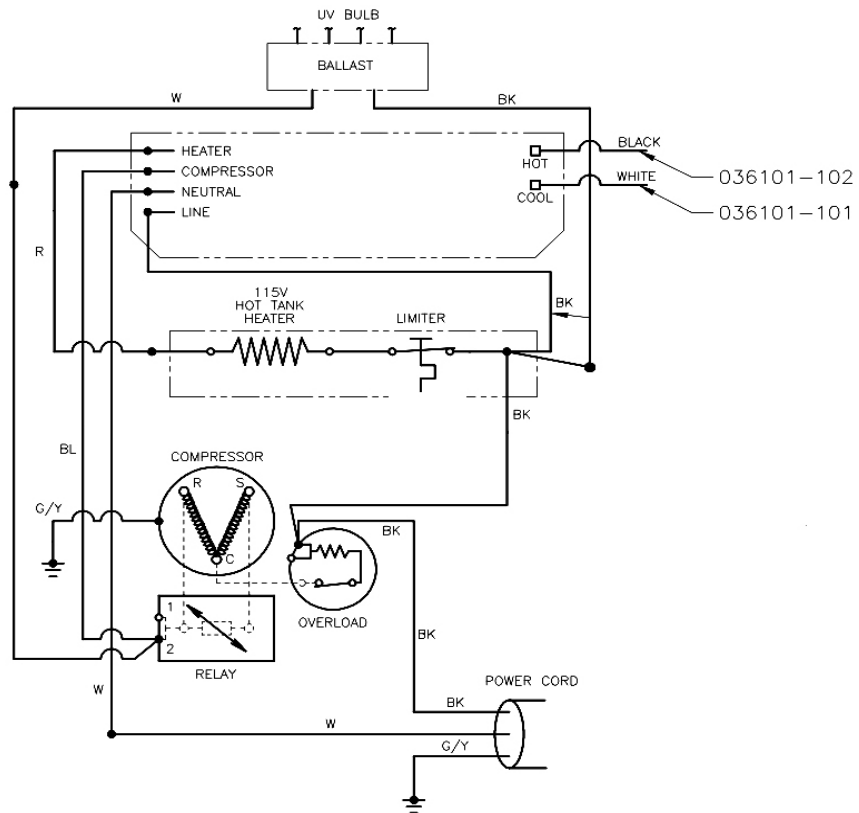 UV BULB
BALLAST
W
BK
HEATER
COMPRESSOR
NEUTRAL
LINE
HOT
COOL
BLACK
WHITE
036101-102
036101-101
R
115V
HOT TANK
HEATER
LIMITER
BK
BK
BL
COMPRESSOR
R
S
C
G/Y
BK
OVERLOAD
1
2
RELAY
BK
W
POWER CORD
BK
W
G/Y